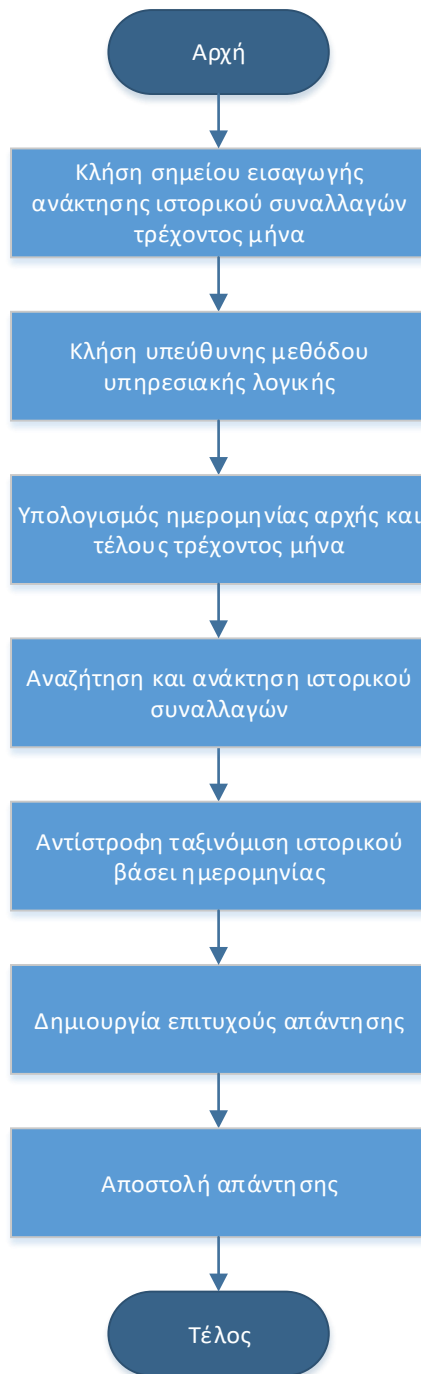 Αρχή
Κλήση σημείου εισαγωγής
ανάκτησης ιστορικού συναλλαγών
τρέχοντος μήνα
Κλήση υπεύθυνης μεθόδου
υπηρεσιακής λογικής
Υπολογισμός ημερομηνίας αρχής και
τέλους τρέχοντος μήνα
Αναζήτηση και ανάκτηση ιστορικού
συναλλαγών
Αντίστροφη ταξινόμιση ιστορικού
βάσει ημερομηνίας
Δημιουργία επιτυχούς απάντησης
Αποστολή απάντησης
Τέλος